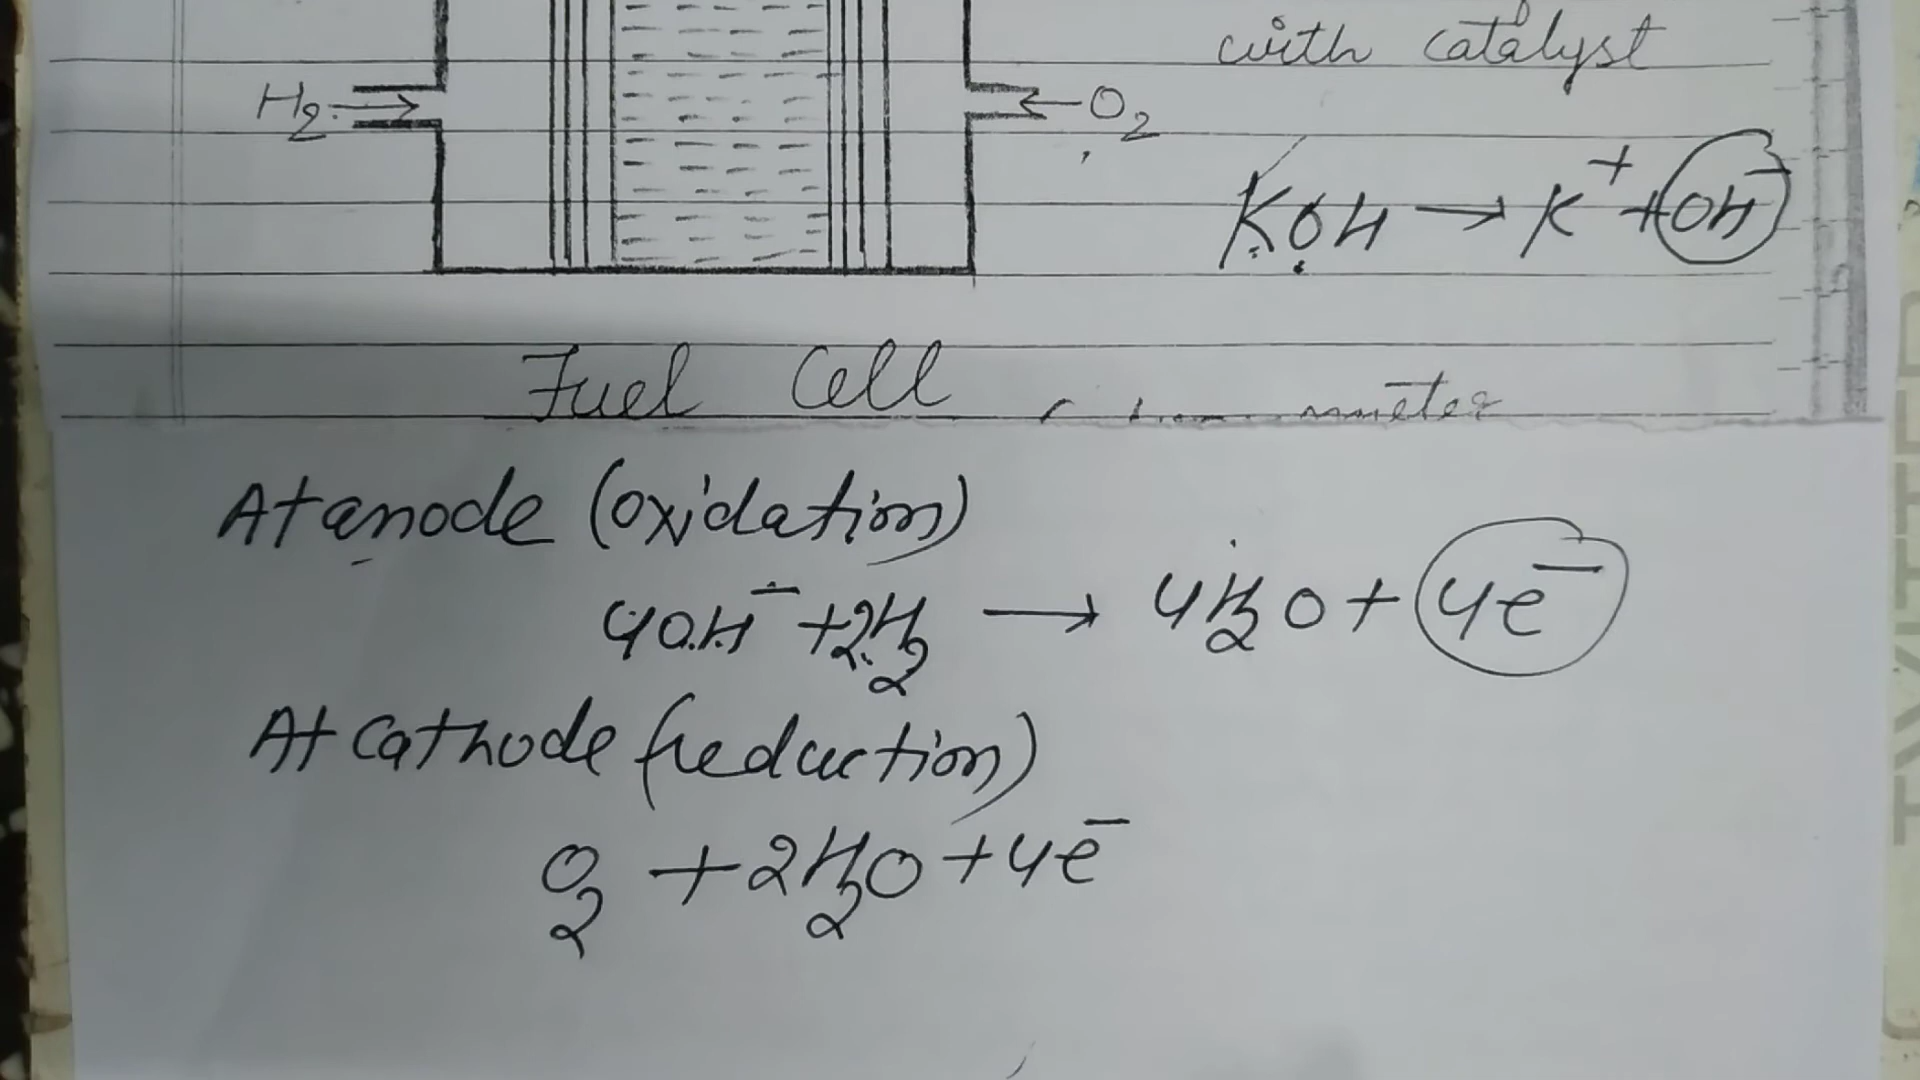 with catalyst
H₂ → ← O₂
KOH → K⁺ + OH⁻
Fuel Cell
At anode (oxidation)
4OH⁻ + 2H₂ → 4H₂O + 4e⁻
At Cathode (reduction)
O₂ + 2H₂O + 4e⁻